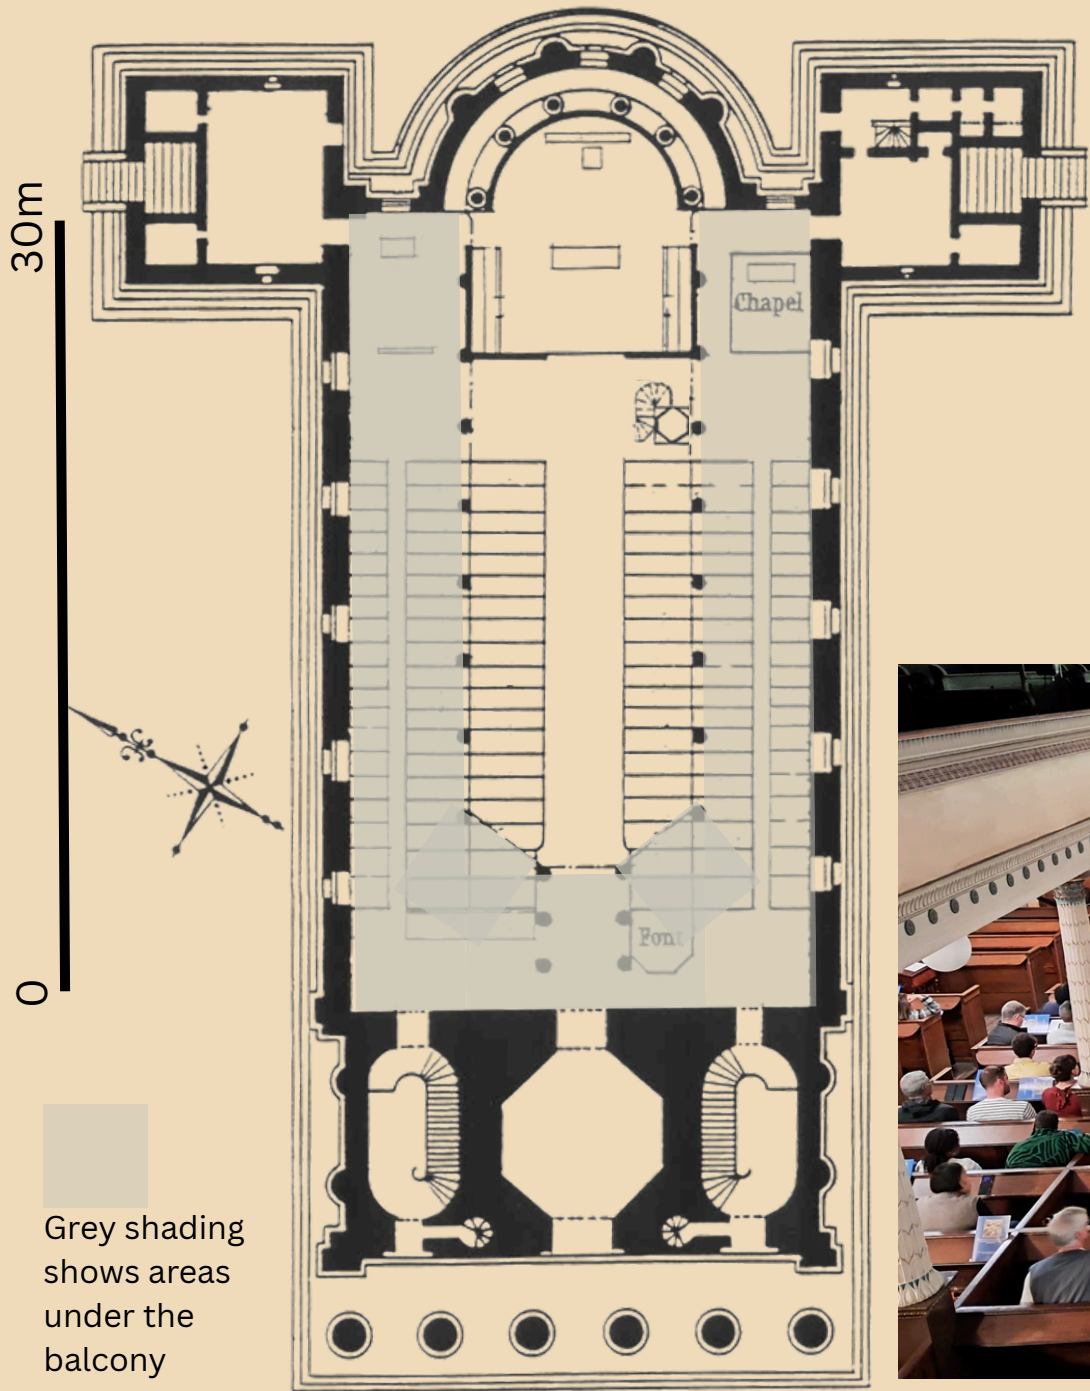 30m
Chapel
Font
0
Grey shading
shows areas
under the
balcony